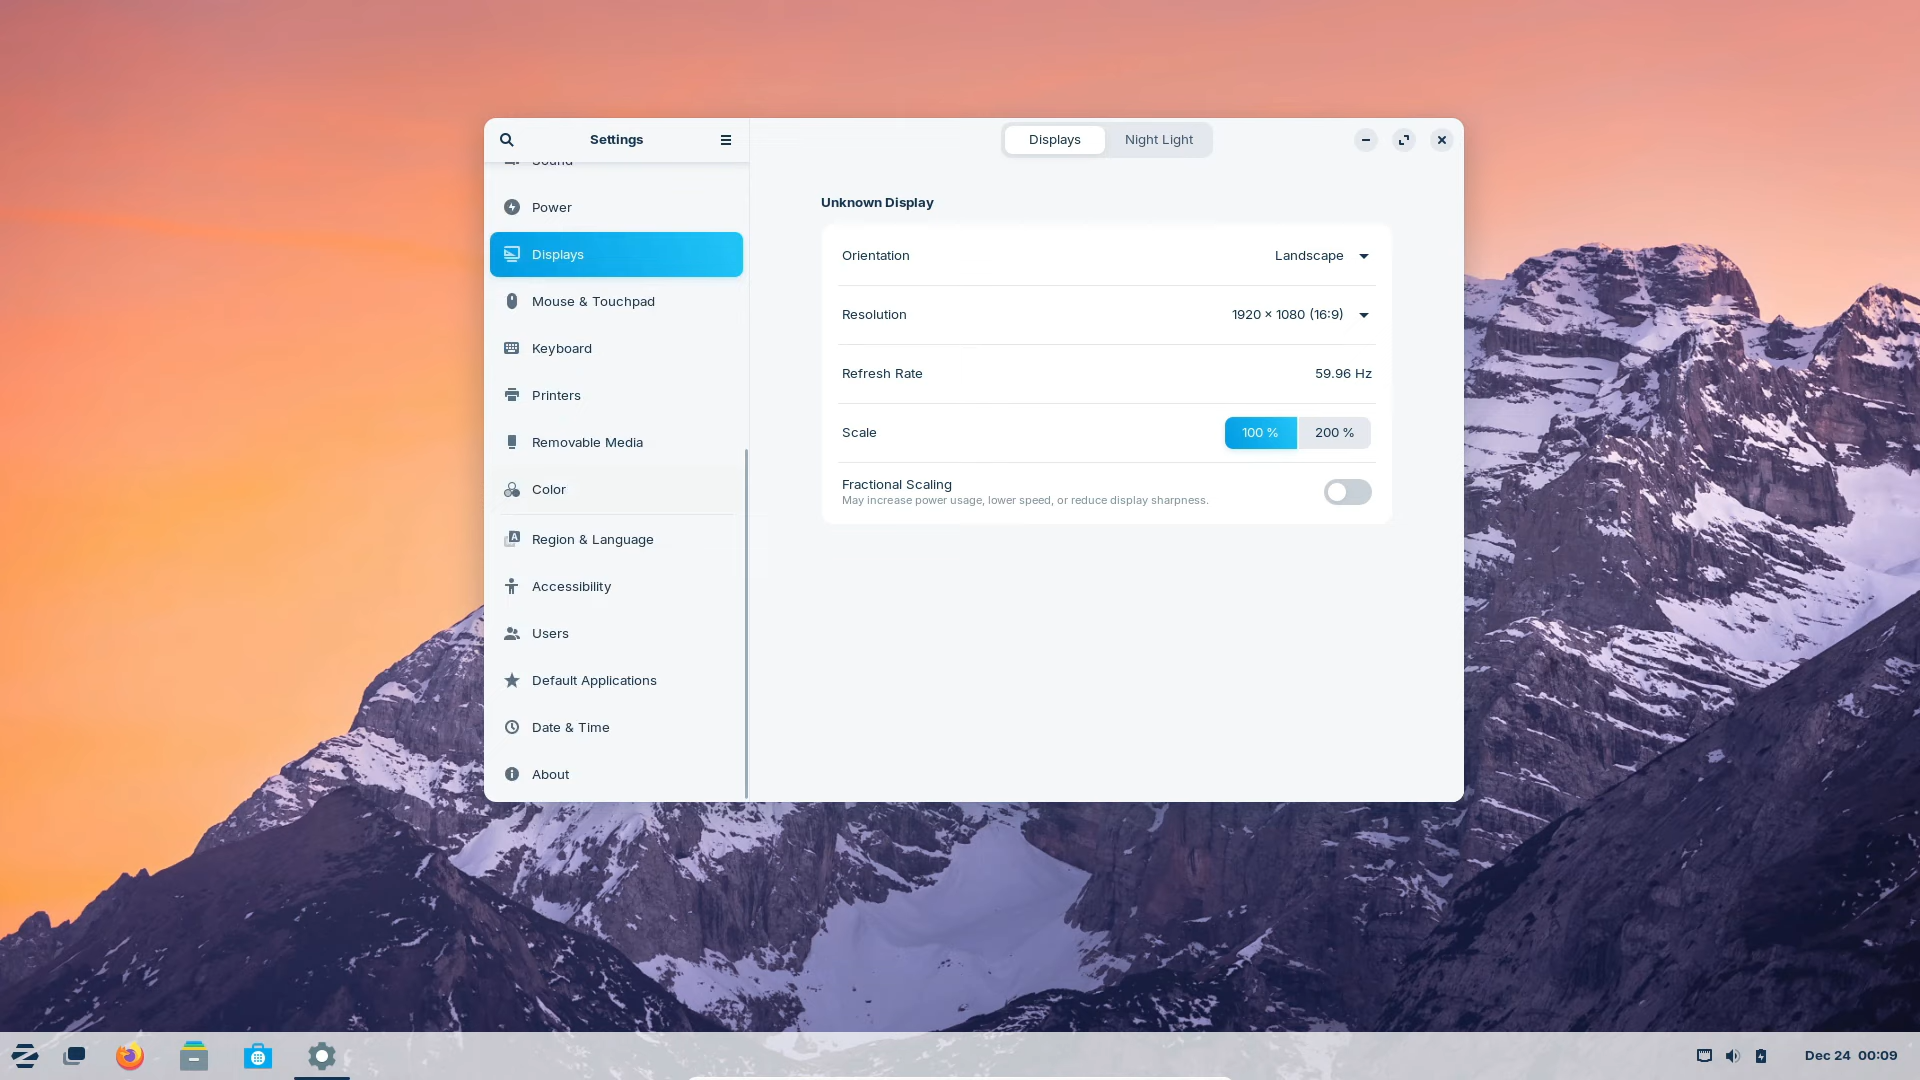 Settings
Displays
Night Light
Sound
Power
Displays
Mouse & Touchpad
Keyboard
Printers
Removable Media
Color
Region & Language
Accessibility
Users
Default Applications
Date & Time
About
Unknown Display
Orientation
Landscape
Resolution
1920 × 1080 (16:9)
Refresh Rate
59.96 Hz
Scale
100 %
200 %
Fractional Scaling
May increase power usage, lower speed, or reduce display sharpness.
Dec 24 00:09